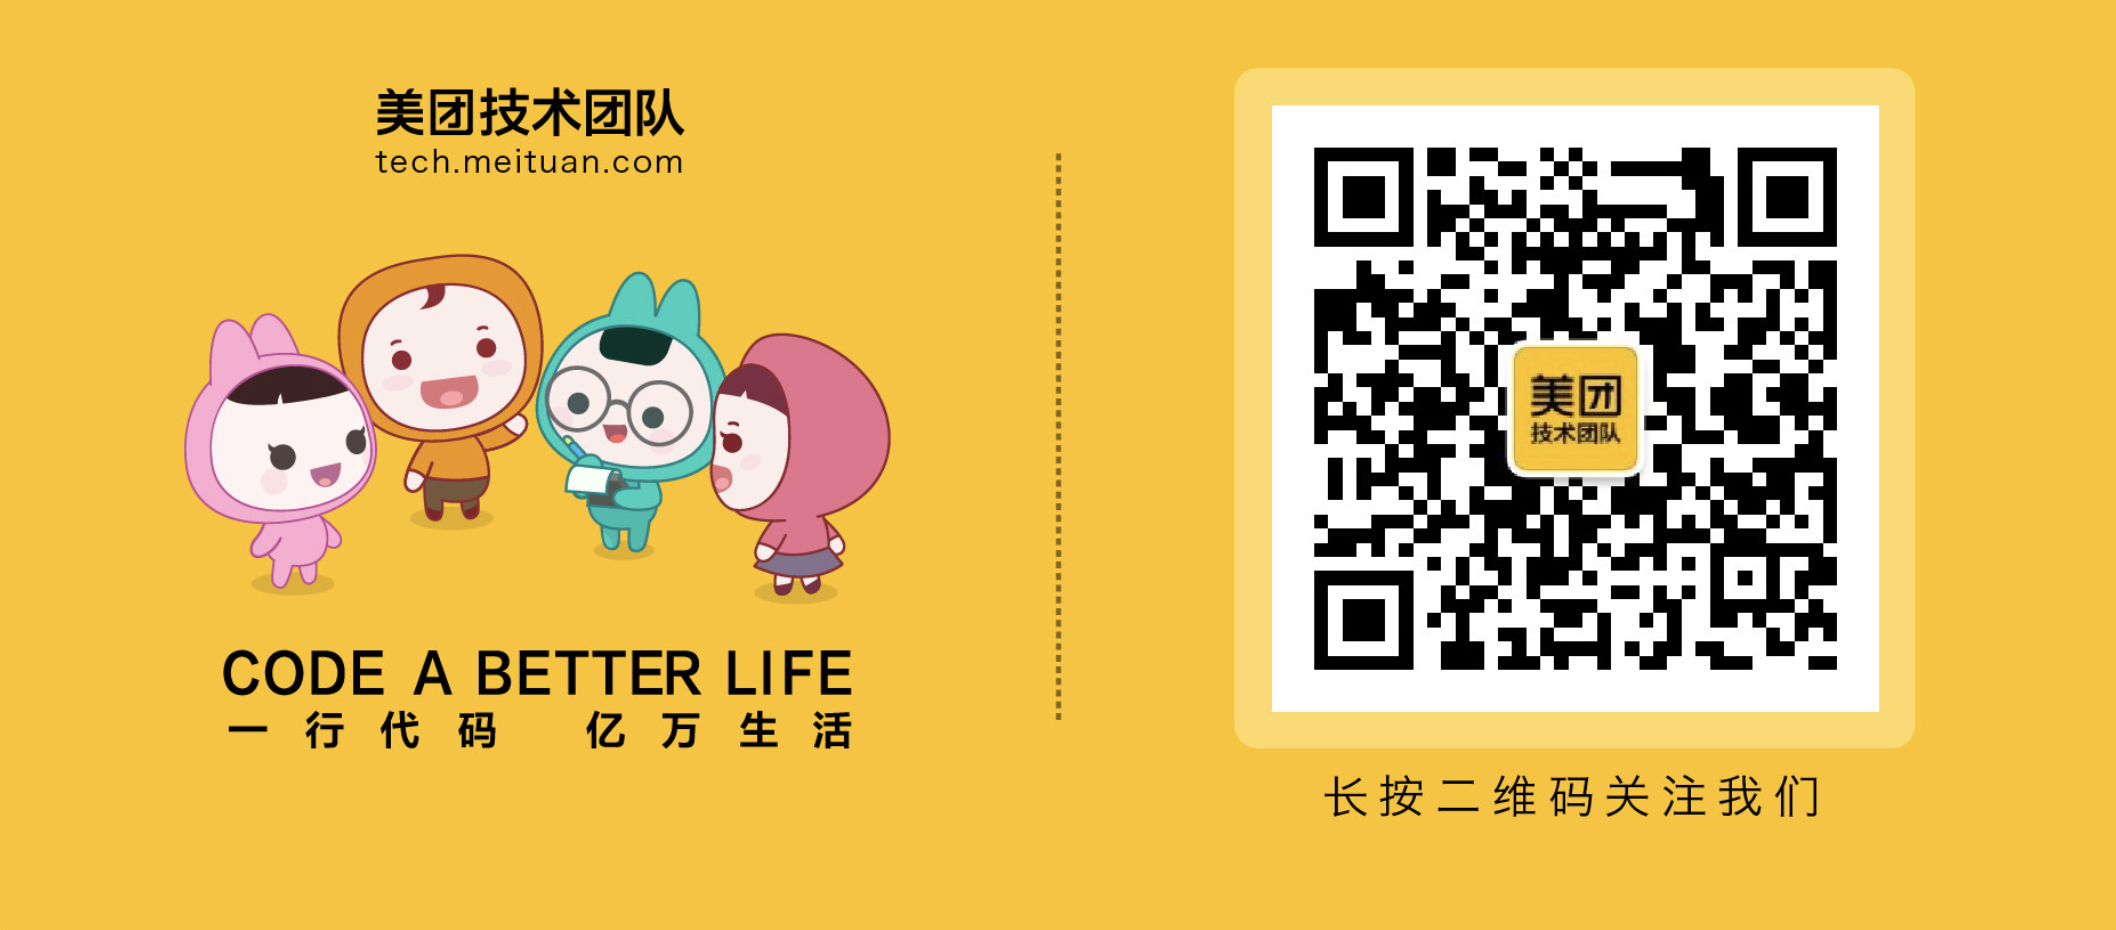 美团技术团队
tech.meituan.com
CODE A BETTER LIFE
一行代码 亿万生活
美团
技术团队
长按二维码关注我们